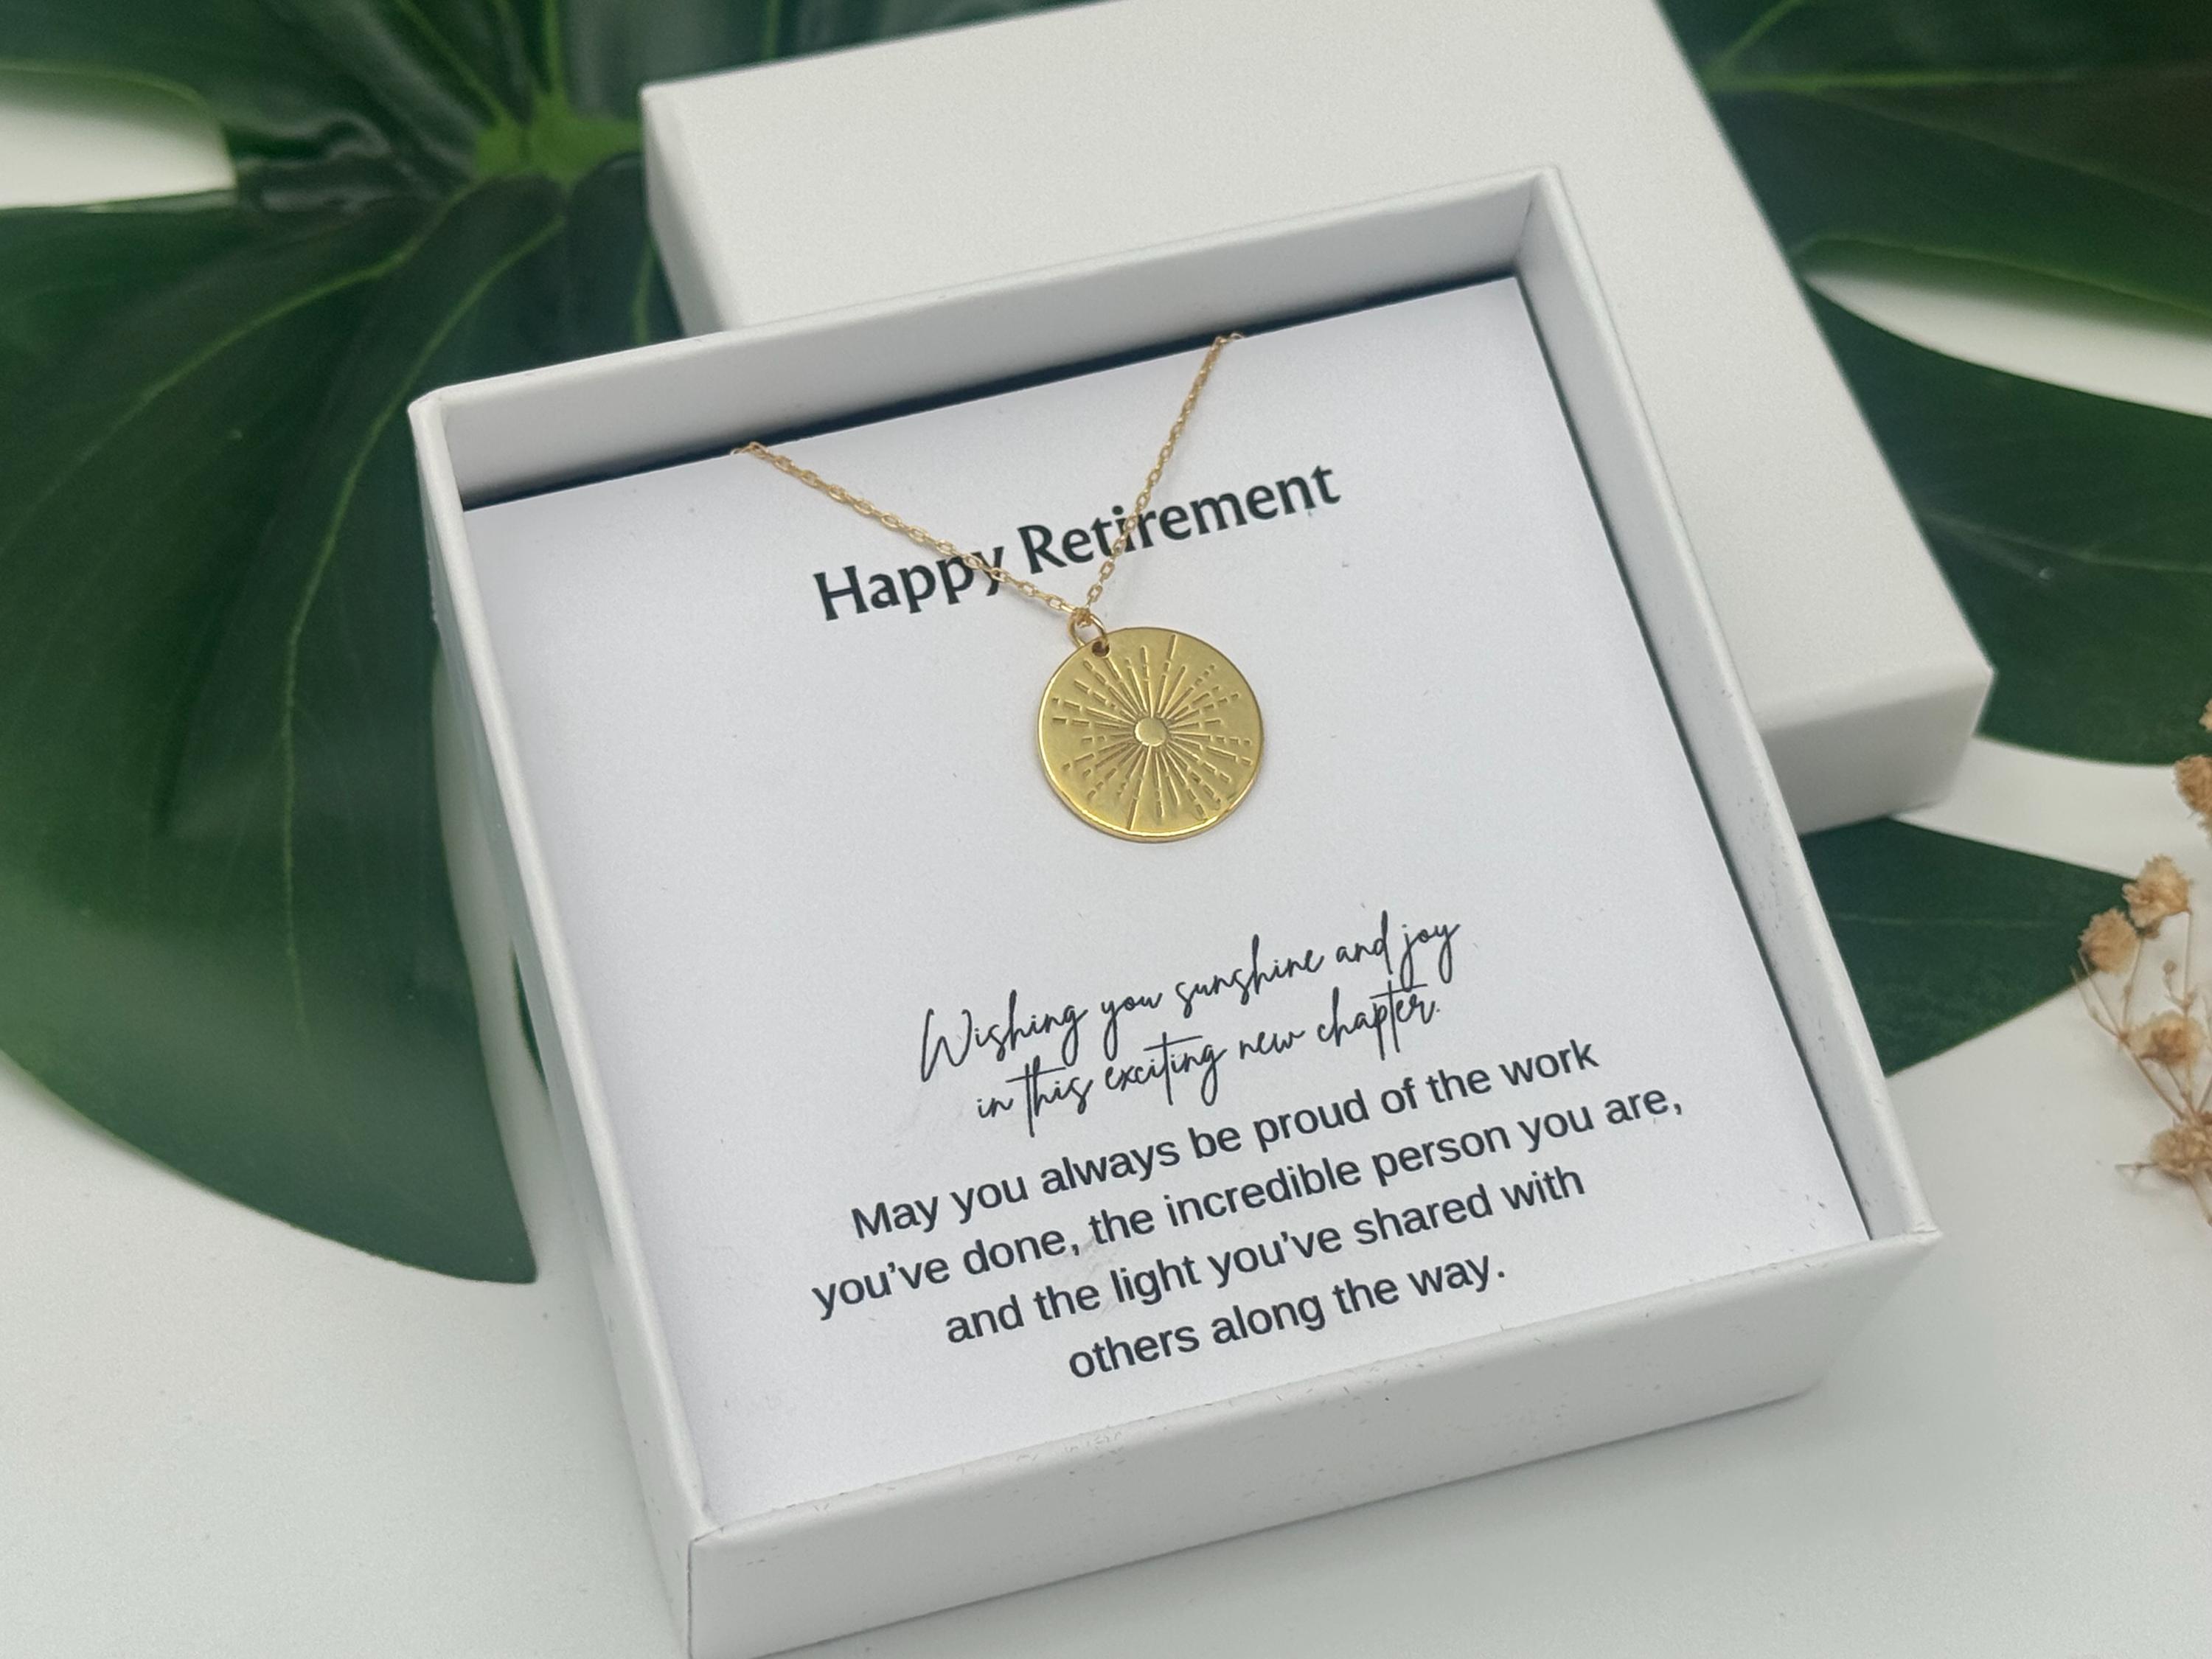 Happy Retirement
Wishing you sunshine and joy
in this exciting new chapter.
May you always be proud of the work
you've done, the incredible person you are,
and the light you've shared with
others along the way.